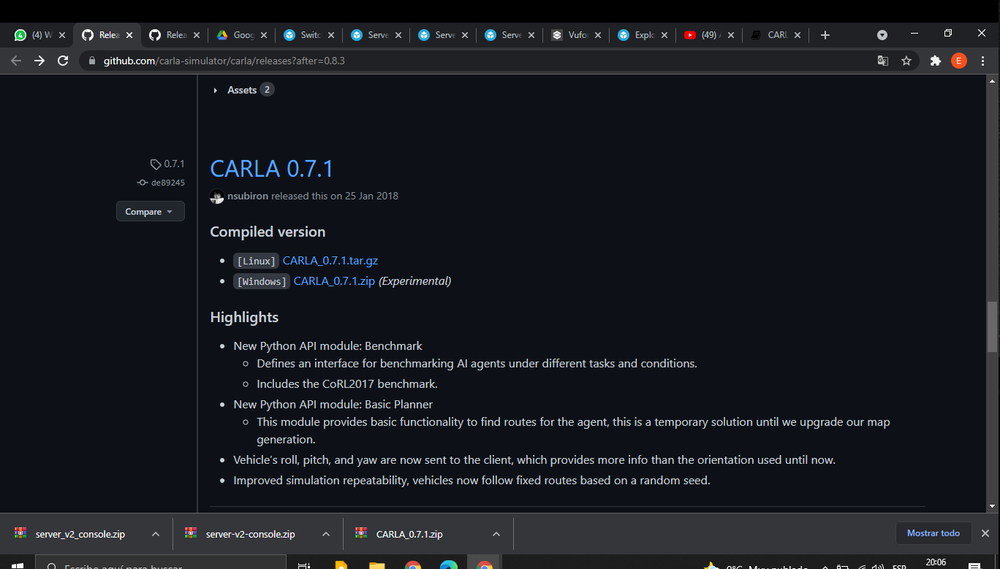 (4) W
Relea
Relea
Goog
Switc
Serve
Serve
Serve
Vufor
Explo
(49)
CARL
github.com/carla-simulator/carla/releases?after=0.8.3
E
Assets 2
0.7.1
de89245
Compare
CARLA 0.7.1
nsubiron released this on 25 Jan 2018
Compiled version
[Linux] CARLA_0.7.1.tar.gz
[Windows] CARLA_0.7.1.zip (Experimental)
Highlights
New Python API module: Benchmark
Defines an interface for benchmarking AI agents under different tasks and conditions.
Includes the CoRL2017 benchmark.
New Python API module: Basic Planner
This module provides basic functionality to find routes for the agent, this is a temporary solution until we upgrade our map
generation.
Vehicle's roll, pitch, and yaw are now sent to the client, which provides more info than the orientation used until now.
Improved simulation repeatability, vehicles now follow fixed routes based on a random seed.
server_v2_console.zip
server-v2-console.zip
CARLA_0.7.1.zip
Mostrar todo
Escribe aquí para buscar
9°C Muy nublado
ESP
20:06